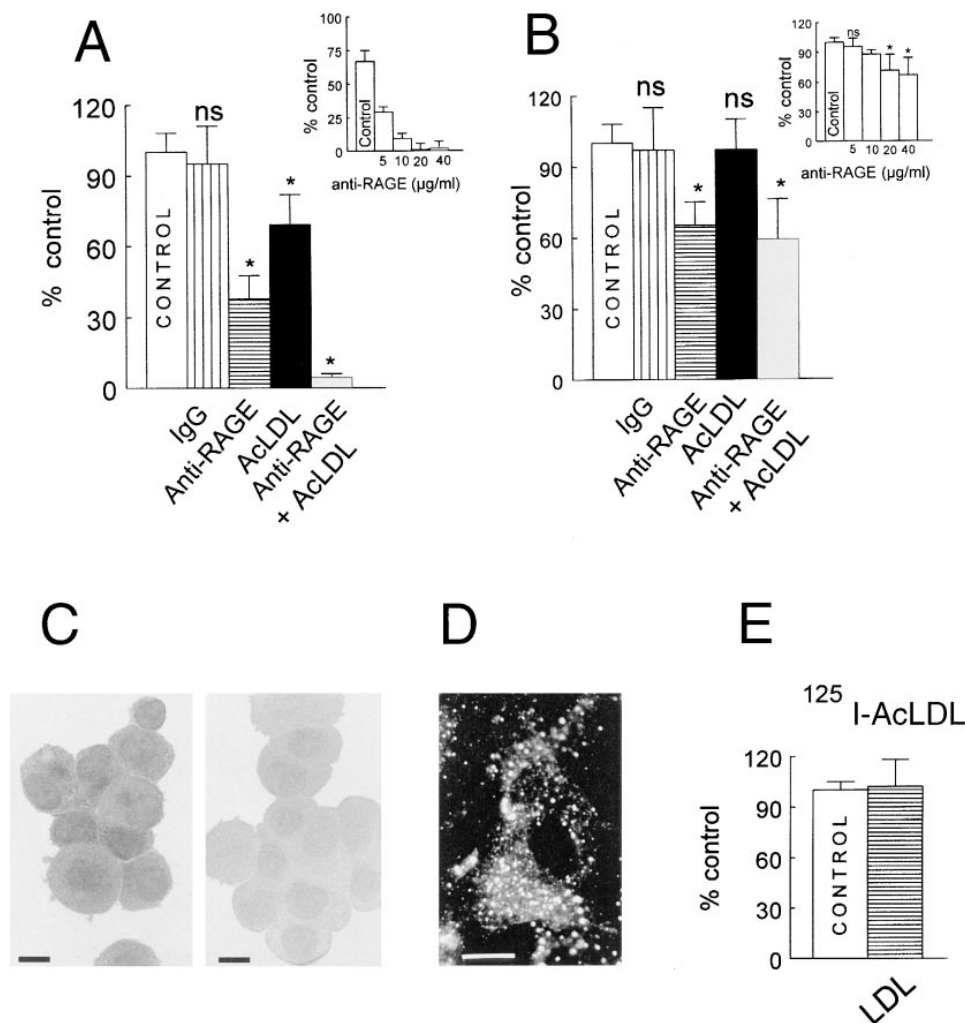 A
% control
120
90
60
30
0
CONTROL
ns
*
*
*
IgG
Anti-RAGE
AcLDL
Anti-RAGE
+ AcLDL
% control
100
75
50
25
0
Control
5 10 20 40
anti-RAGE (µg/ml)
B
% control
120
90
60
30
0
CONTROL
ns
*
ns
*
IgG
Anti-RAGE
AcLDL
Anti-RAGE
+ AcLDL
% control
120
90
60
30
0
Control
ns
*
*
5 10 20 40
anti-RAGE (µg/ml)
C
D
E
125 I-AcLDL
% control
120
90
60
30
0
CONTROL
LDL